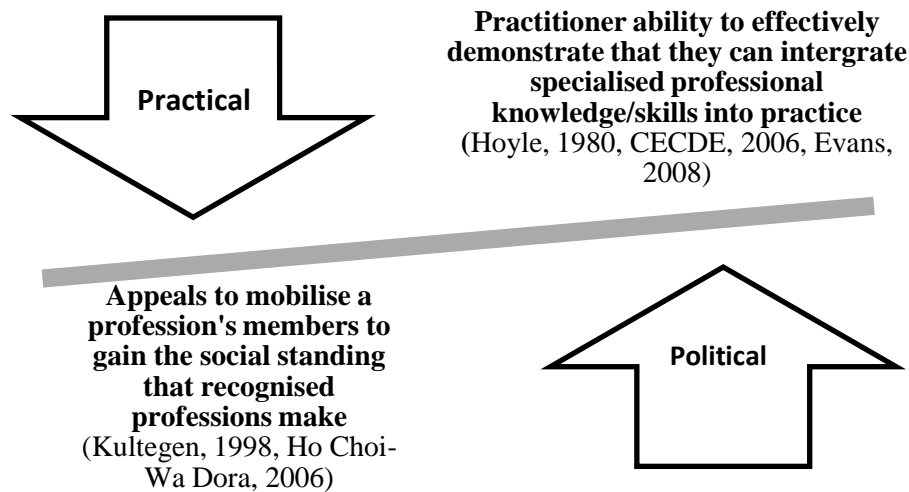 Practical
Practitioner ability to effectively
demonstrate that they can intergrate
specialised professional
knowledge/skills into practice
(Hoyle, 1980, CECDE, 2006, Evans,
2008)
Appeals to mobilise a
profession's members to
gain the social standing
that recognised
professions make
(Kultegen, 1998, Ho Choi-
Wa Dora, 2006)
Political